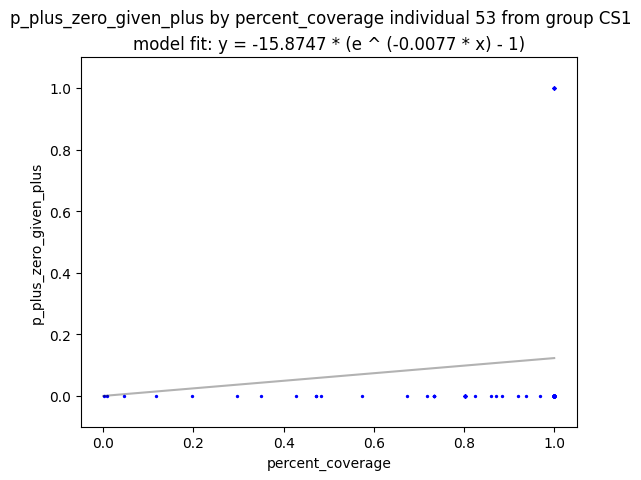 p_plus_zero_given_plus by percent_coverage individual 53 from group CS1
model fit: y = -15.8747 * (e ^ (-0.0077 * x) - 1)
p_plus_zero_given_plus
1.0
0.8
0.6
0.4
0.2
0.0
0.0 0.2 0.4 0.6 0.8 1.0
percent_coverage